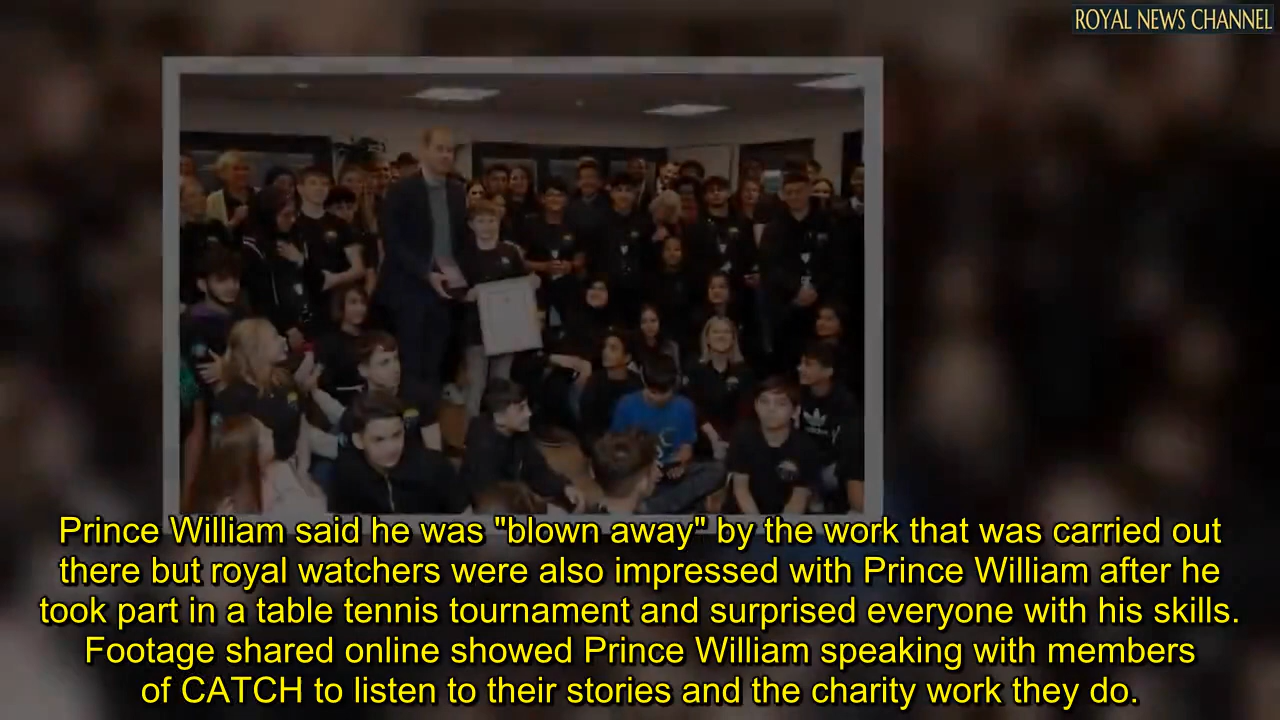 ROYAL NEWS CHANNEL
Prince William said he was "blown away" by the work that was carried out
there but royal watchers were also impressed with Prince William after he
took part in a table tennis tournament and surprised everyone with his skills.
Footage shared online showed Prince William speaking with members
of CATCH to listen to their stories and the charity work they do.
adidas